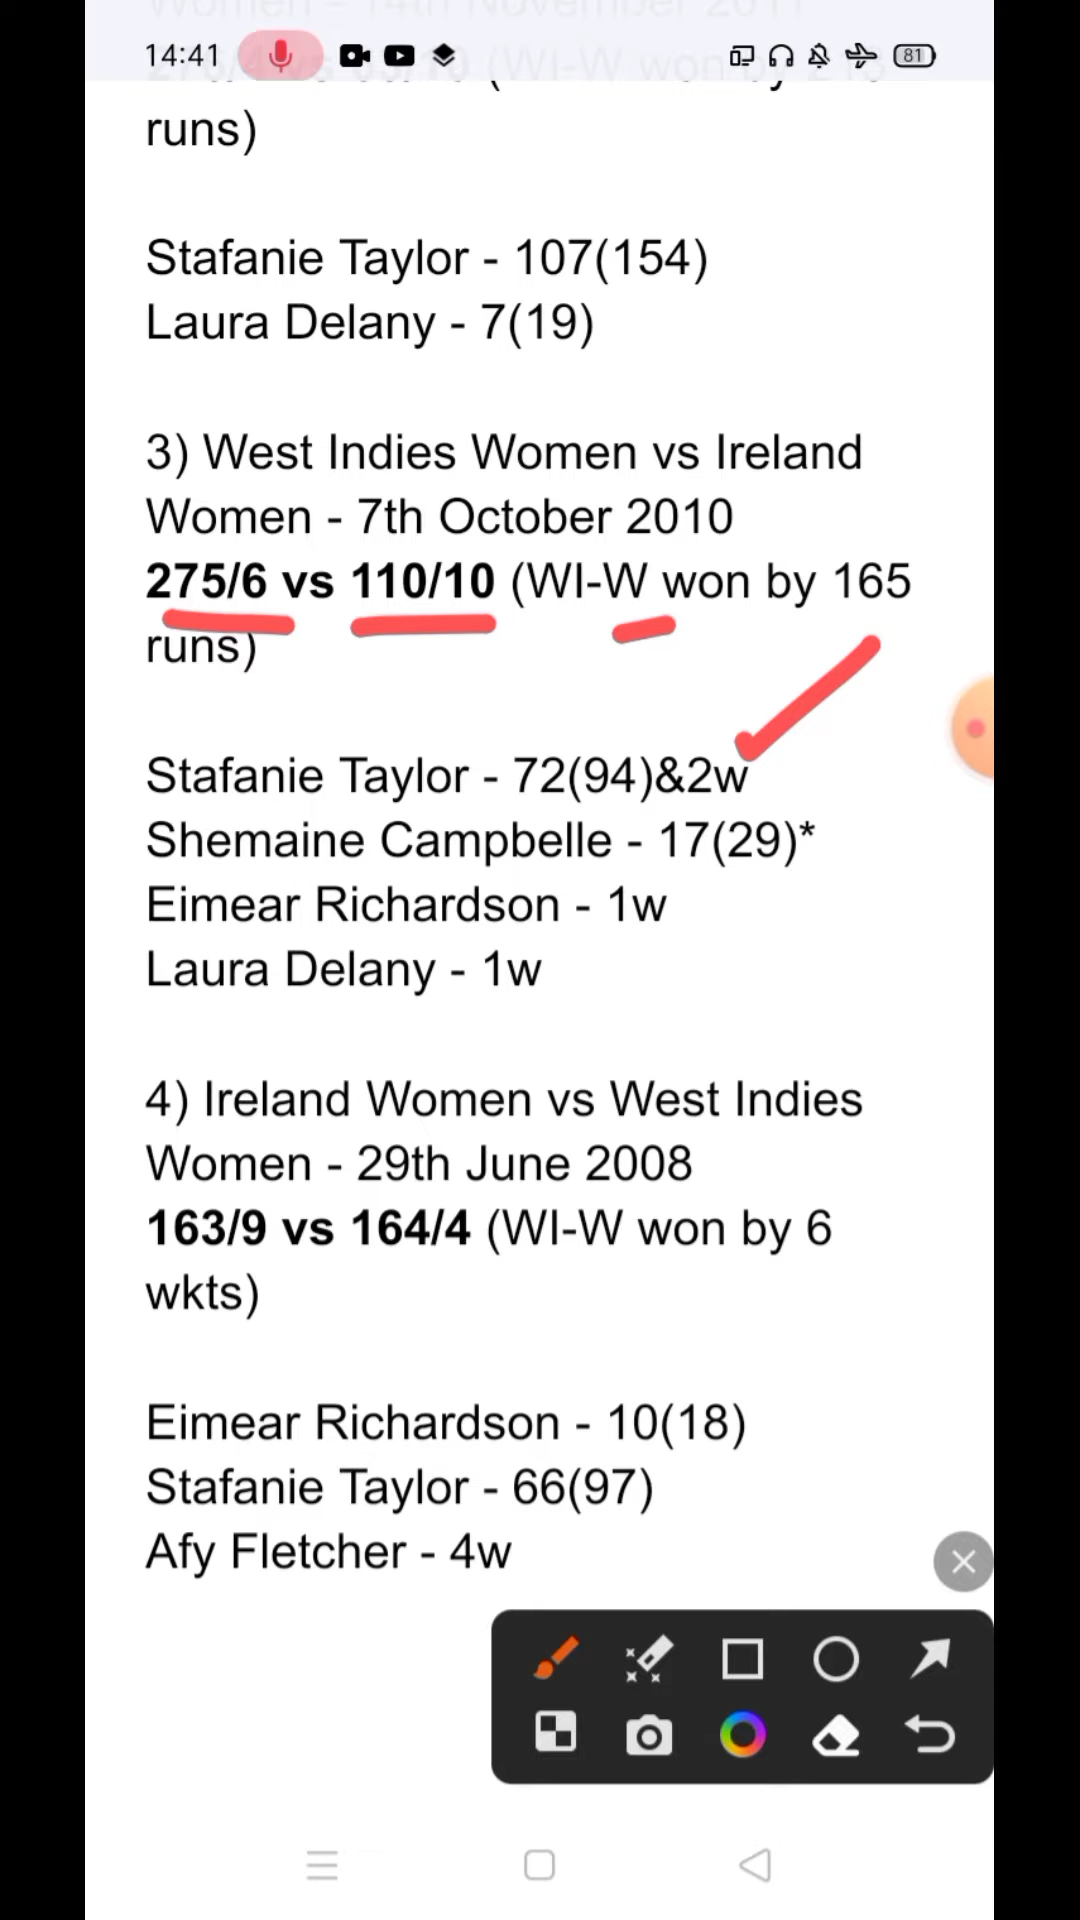 14:41
81
runs)
Stafanie Taylor - 107(154)
Laura Delany - 7(19)
3) West Indies Women vs Ireland
Women - 7th October 2010
275/6 vs 110/10 (WI-W won by 165
runs)
Stafanie Taylor - 72(94)&2w
Shemaine Campbelle - 17(29)*
Eimear Richardson - 1w
Laura Delany - 1w
4) Ireland Women vs West Indies
Women - 29th June 2008
163/9 vs 164/4 (WI-W won by 6
wkts)
Eimear Richardson - 10(18)
Stafanie Taylor - 66(97)
Afy Fletcher - 4w